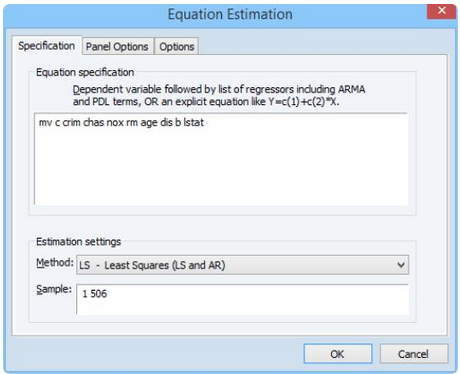 Equation Estimation
Specification Panel Options Options
Equation specification
Dependent variable followed by list of regressors including ARMA
and PDL terms, OR an explicit equation like Y=c(1)+c(2)*X.
mv c crim chas nox rm age dis b lstat
Estimation settings
Method: LS - Least Squares (LS and AR)
Sample: 1 506
OK Cancel